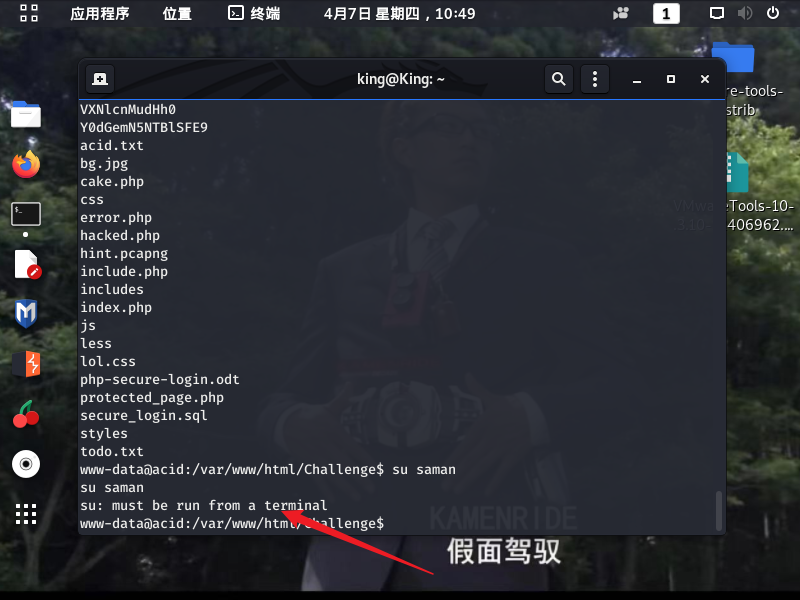 应用程序 位置 终端 4月7日 星期四，10:49 1
king@King: ~
VXNlcnMudHh0
Y0dGemN5NTBlSFE9
acid.txt
bg.jpg
cake.php
css
error.php
hacked.php
hint.pcapng
include.php
includes
index.php
js
less
lol.css
php-secure-login.odt
protected_page.php
secure_login.sql
styles
todo.txt
www-data@acid:/var/www/html/Challenge$ su saman
su saman
su: must be run from a terminal
www-data@acid:/var/www/html/Challenge$
re-tools-
strib
VMwareTools-10-
406962....
KAMENRIDE
假面驾驭